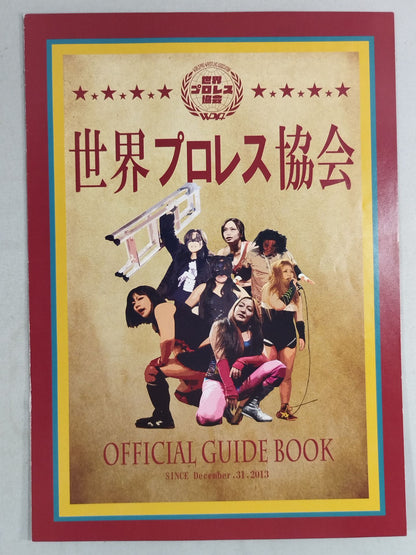 世界
プロレス
協会
WPA
★★★★★ ★★★★★
世界プロレス協会
OFFICIAL GUIDE BOOK
SINCE December.31.2013